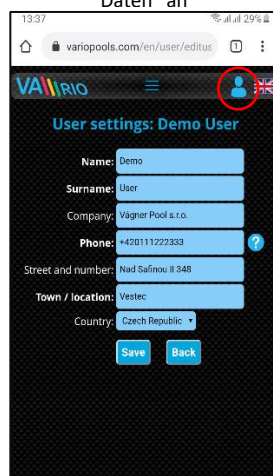 Daten an
13:37 29%
variopools.com/en/user/editus 1
VArio
User settings: Demo User
Name: Demo
Surname: User
Company: Vágner Pool s.r.o.
Phone: +420111222333 ?
Street and number: Nad Safinou II 348
Town / location: Vestec
Country: Czech Republic
Save Back